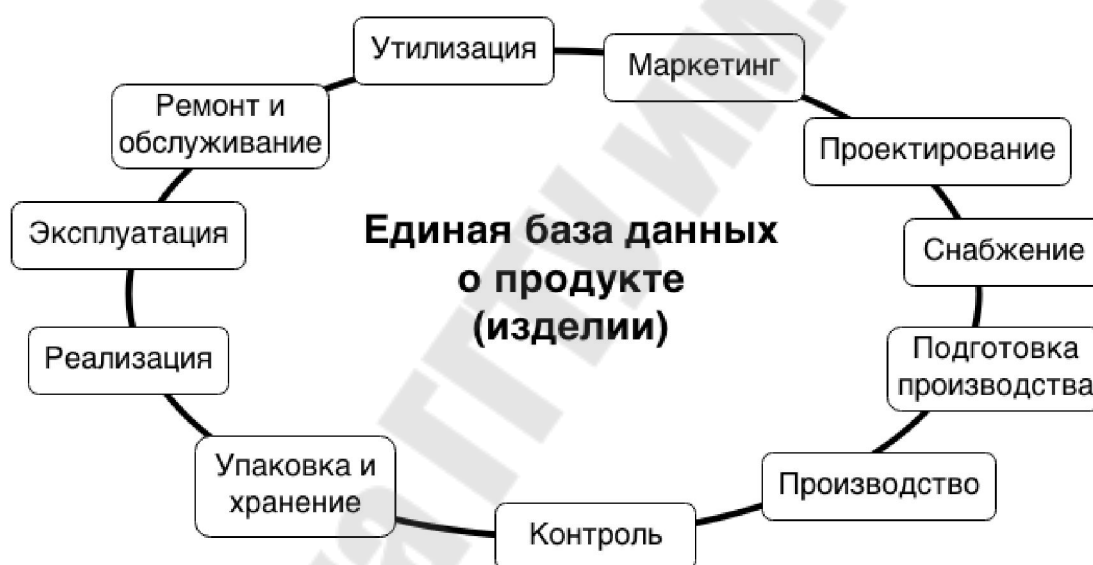 Утилизация
Маркетинг
Проектирование
Снабжение
Подготовка
производства
Производство
Контроль
Упаковка и
хранение
Реализация
Эксплуатация
Ремонт и
обслуживание
Единая база данных
о продукте
(изделии)